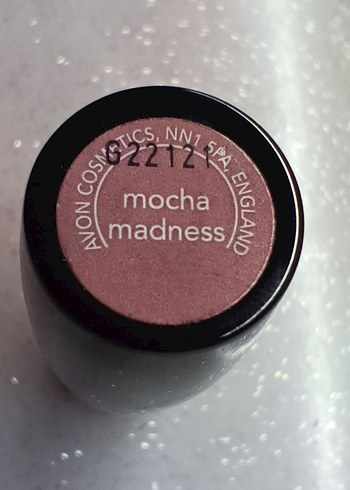 AVON COSMETICS, NN1 5PA, ENGLAND
G22121
mocha
madness